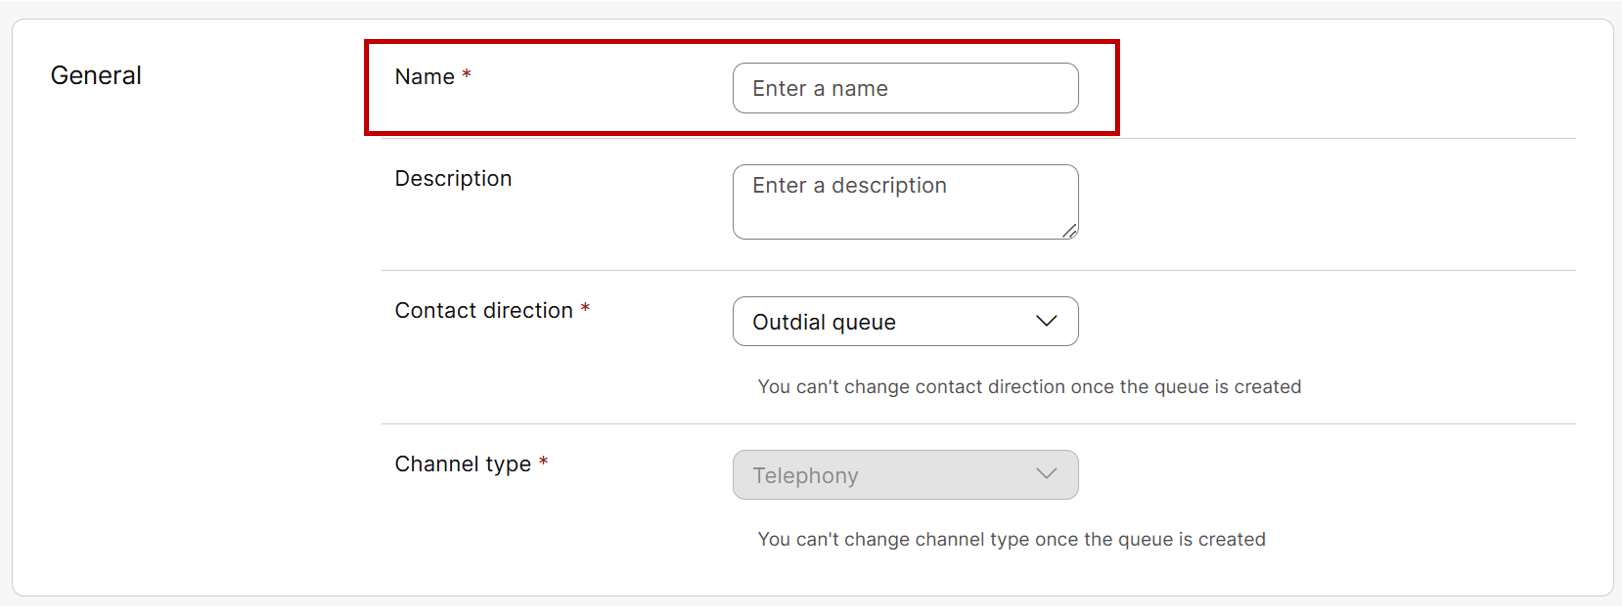 General
Name *
Enter a name
Description
Enter a description
Contact direction *
Outdial queue
You can't change contact direction once the queue is created
Channel type *
Telephony
You can't change channel type once the queue is created